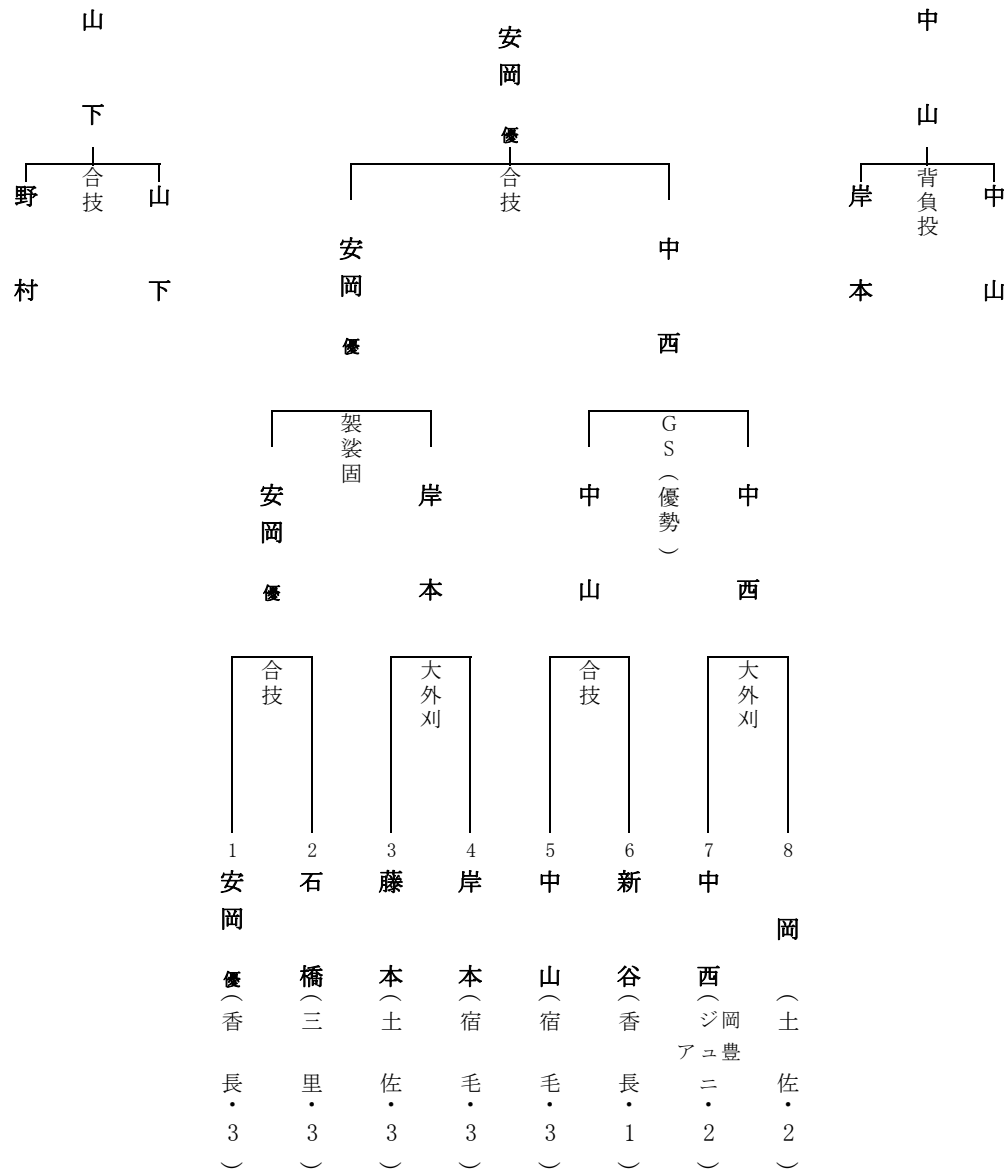 山下
合技
野村
山下
安岡優
合技
安岡優
中西
中山
背負投
岸本
中山
袈裟固
GS(優勢)
安岡優
岸本
中山
中西
合技
大外刈
合技
大外刈
1 安岡優(香長・3)
2 石橋(三里・3)
3 藤本(土佐・3)
4 岸本(宿毛・3)
5 中山(宿毛・3)
6 新谷(香長・1)
7 中西(岡豊ジュニア・2)
8 岡(土佐・2)